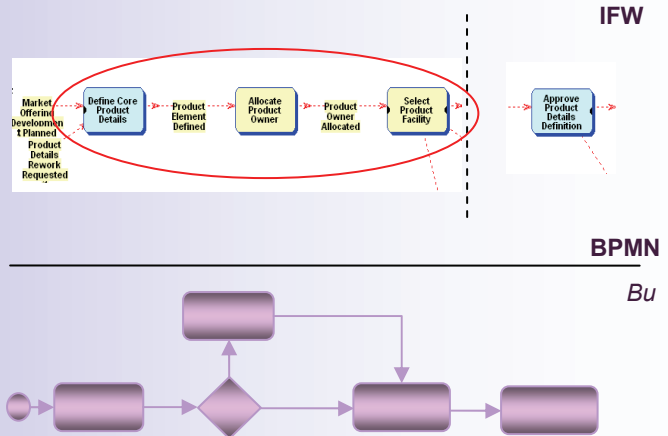 IFW
Market
Offering
Developmen
t Planned
Product
Details
Rework
Requested
Define Core
Product
Details
Product
Element
Defined
Allocate
Product
Owner
Product
Owner
Allocated
Select
Product
Facility
Approve
Product
Details
Definition
BPMN
Bu